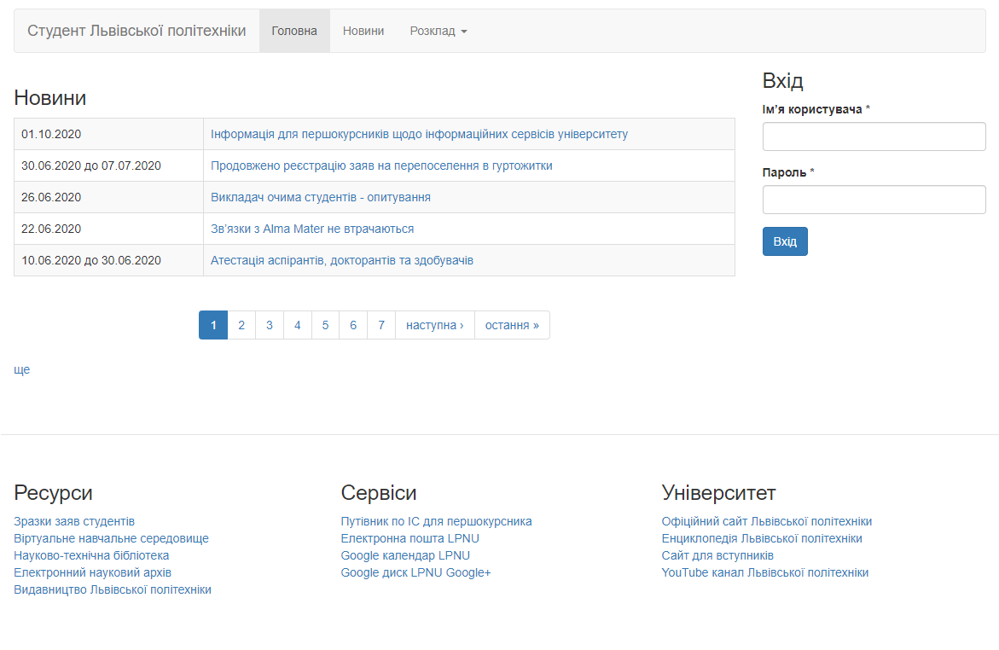 Студент Львівської політехніки Головна Новини Розклад
Новини
01.10.2020 Інформація для першокурсників щодо інформаційних сервісів університету
30.06.2020 до 07.07.2020 Продовжено реєстрацію заяв на перепоселення в гуртожитки
26.06.2020 Викладач очима студентів - опитування
22.06.2020 Зв’язки з Alma Mater не втрачаються
10.06.2020 до 30.06.2020 Атестація аспірантів, докторантів та здобувачів
1 2 3 4 5 6 7 наступна › остання »
ще
Вхід
Ім’я користувача *
Пароль *
Вхід
Ресурси
Зразки заяв студентів
Віртуальне навчальне середовище
Науково-технічна бібліотека
Електронний науковий архів
Видавництво Львівської політехніки
Сервіси
Путівник по ІС для першокурсника
Електронна пошта LPNU
Google календар LPNU
Google диск LPNU Google+
Університет
Офіційний сайт Львівської політехніки
Енциклопедія Львівської політехніки
Сайт для вступників
YouTube канал Львівської політехніки